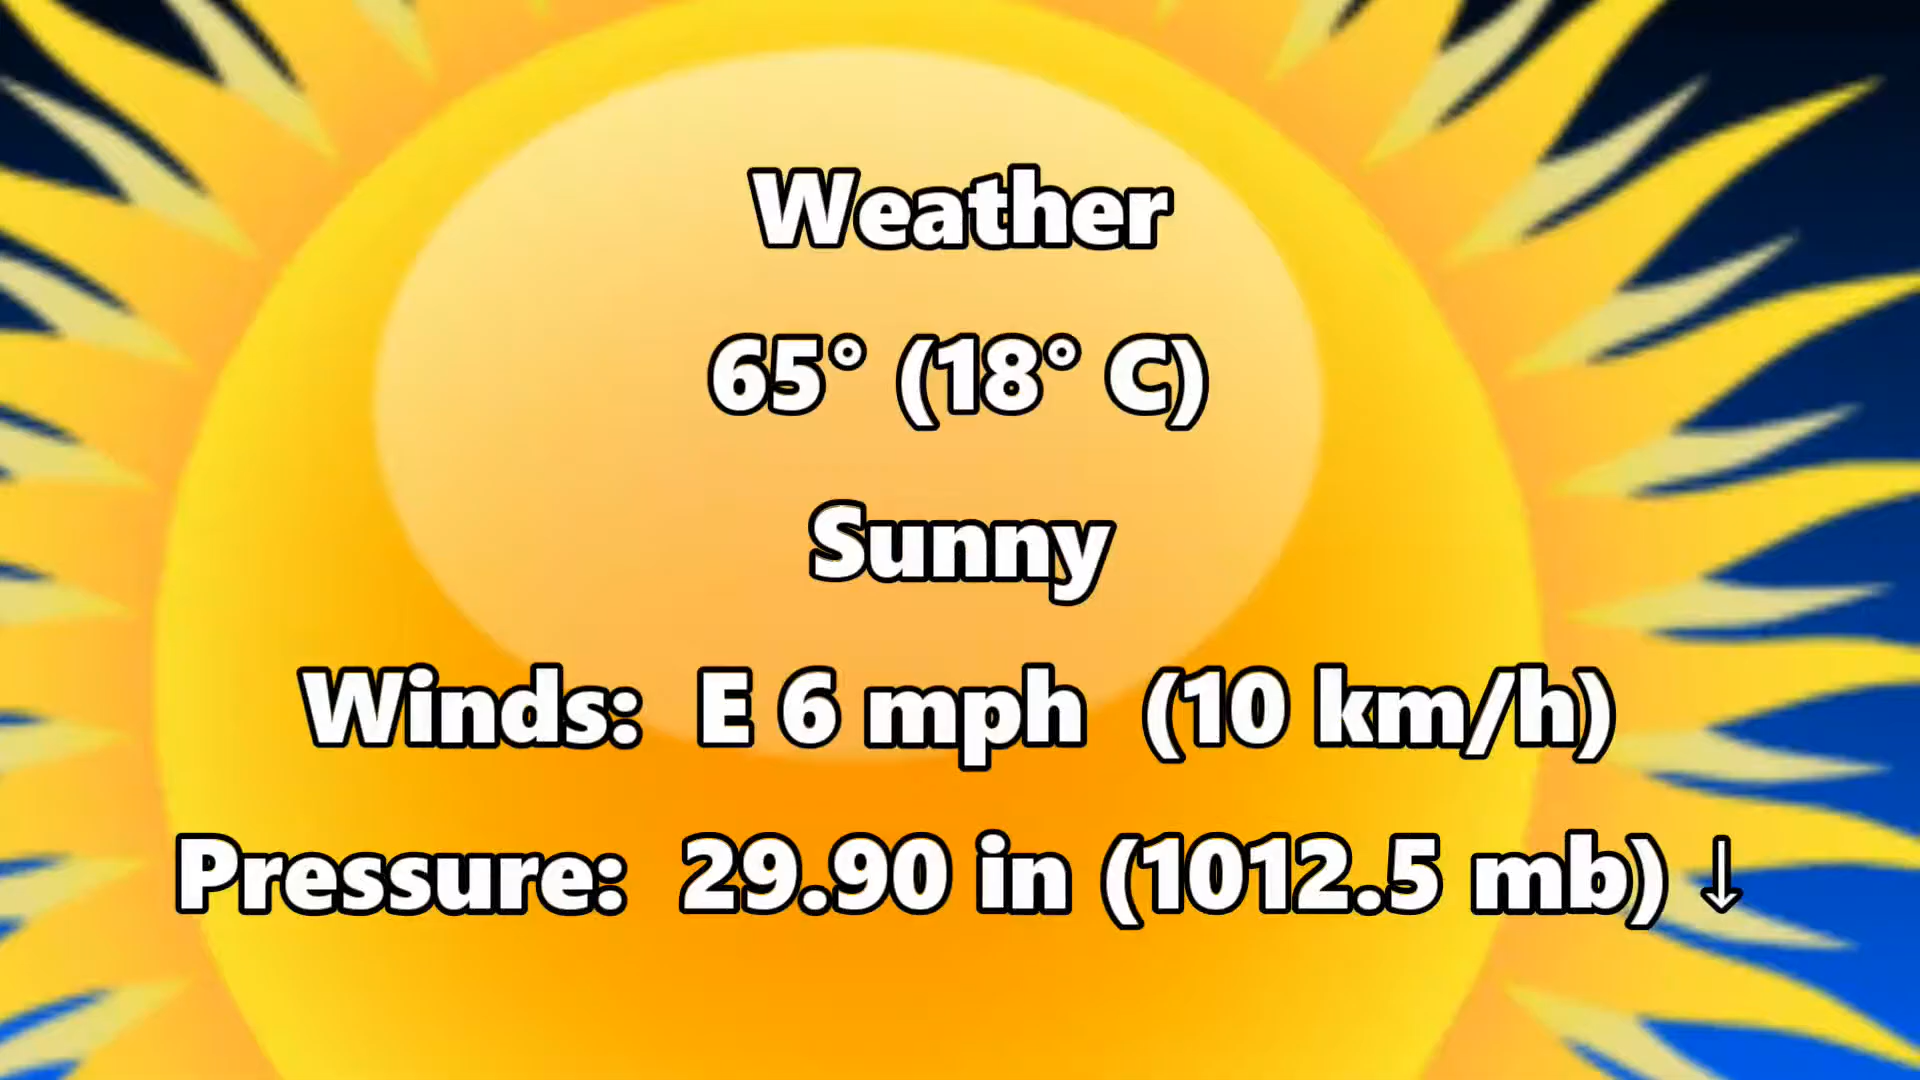 Weather
65° (18° C)
Sunny
Winds: E 6 mph (10 km/h)
Pressure: 29.90 in (1012.5 mb) ↓